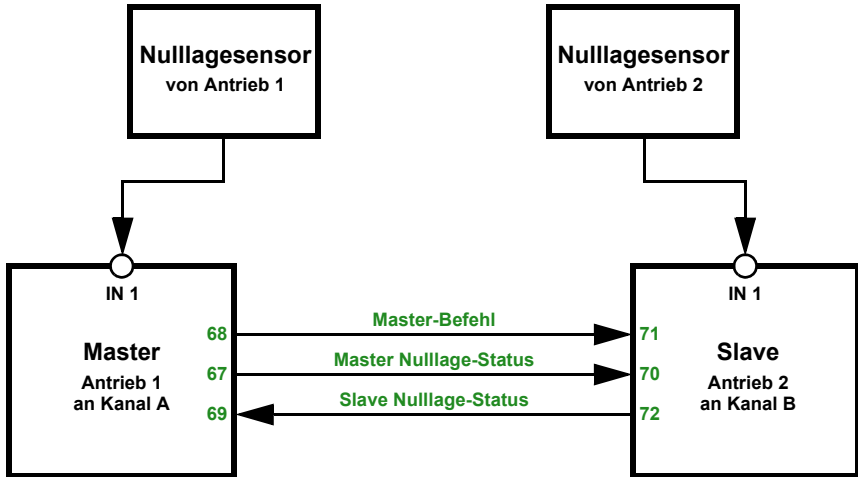 Nulllagesensor
von Antrieb 1
Nulllagesensor
von Antrieb 2
IN 1
IN 1
68
Master-Befehl
71
Master
Antrieb 1
an Kanal A
67
Master Nulllage-Status
70
Slave
Antrieb 2
an Kanal B
69
Slave Nulllage-Status
72